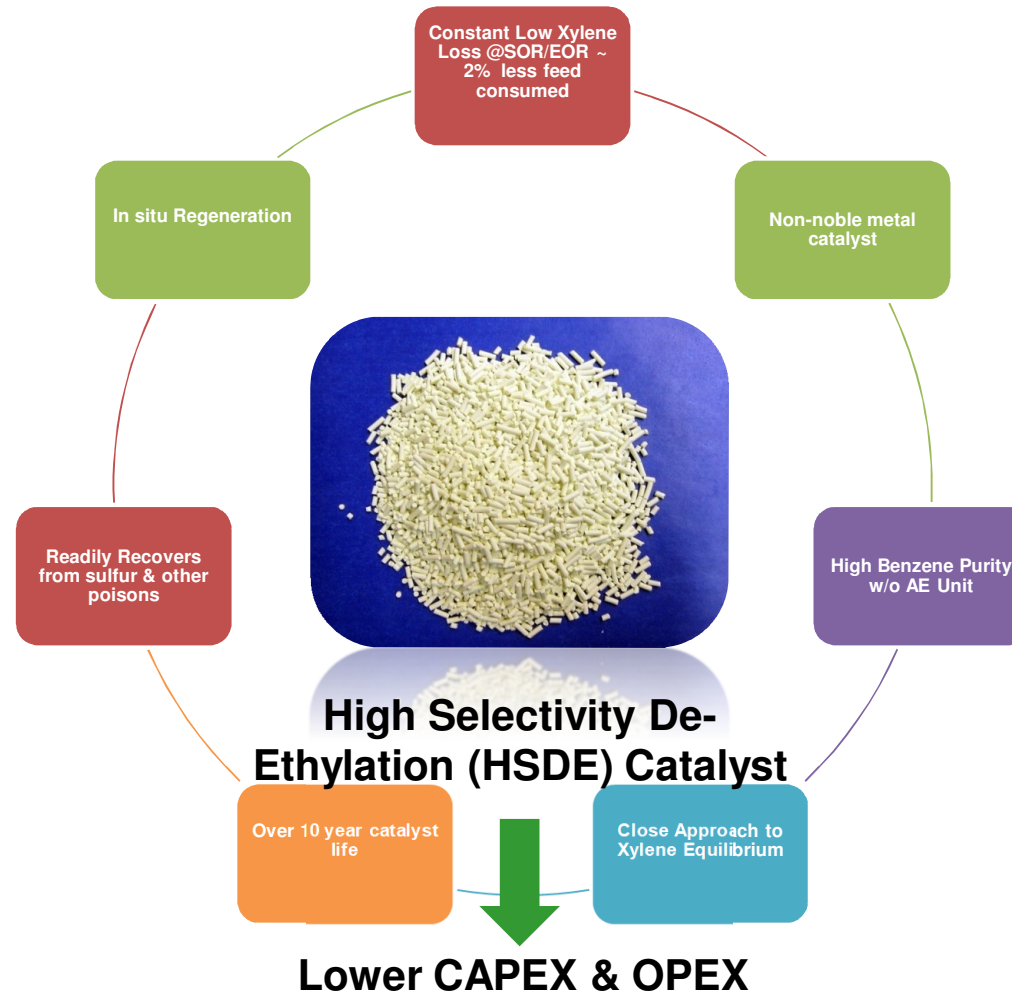 Constant Low Xylene
Loss @SOR/EOR ~
2% less feed
consumed
In situ Regeneration
Non-noble metal
catalyst
Readily Recovers
from sulfur & other
poisons
High Benzene Purity
w/o AE Unit
High Selectivity De-
Ethylation (HSDE) Catalyst
Over 10 year catalyst
life
Close Approach to
Xylene Equilibrium
Lower CAPEX & OPEX